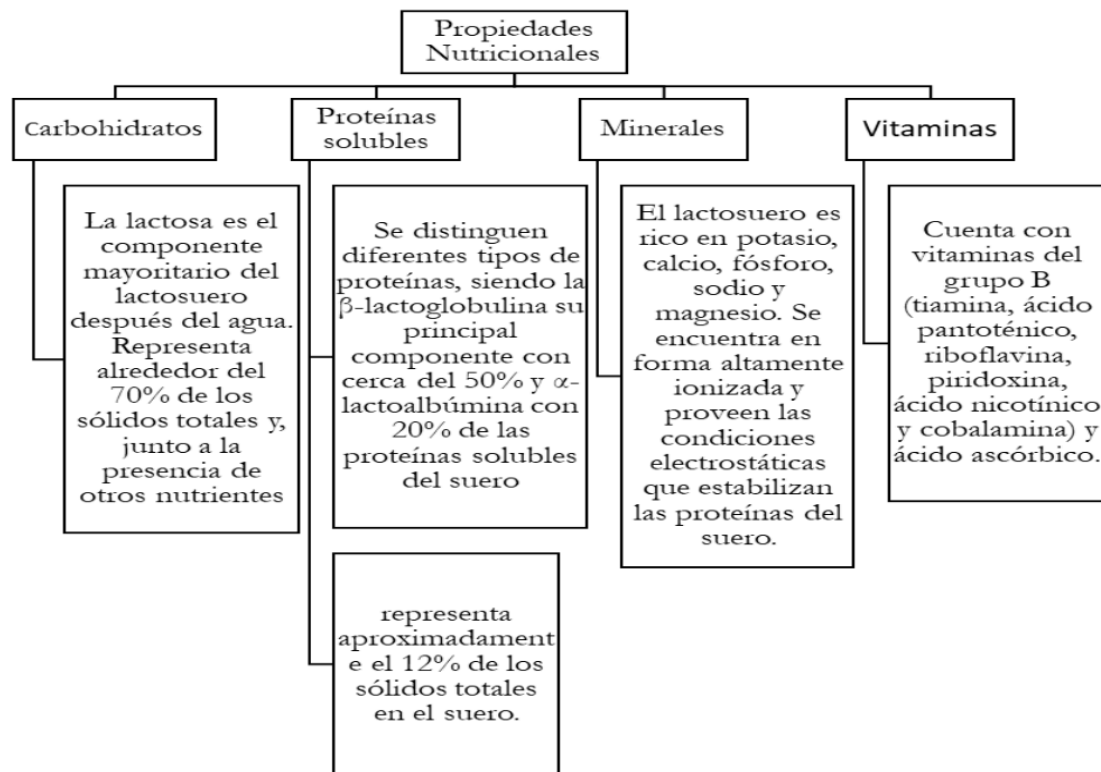 Propiedades
Nutricionales
Carbohidratos
Proteínas
solubles
Minerales
Vitaminas
La lactosa es el
componente
mayoritario del
lactosuero
después del agua.
Representa
alrededor del
70% de los
sólidos totales y,
junto a la
presencia de
otros nutrientes
Se distinguen
diferentes tipos de
proteínas, siendo la
β-lactoglobulina su
principal
componente con
cerca del 50% y α-
lactoalbúmina con
20% de las
proteínas solubles
del suero
representa
aproximadament
e el 12% de los
sólidos totales
en el suero.
El lactosuero es
rico en potasio,
calcio, fósforo,
sodio y
magnesio. Se
encuentra en
forma altamente
ionizada y
proveen las
condiciones
electrostáticas
que estabilizan
las proteínas del
suero.
Cuenta con
vitaminas del
grupo B
(tiamina, ácido
pantoténico,
riboflavina,
piridoxina,
ácido nicotínico
y cobalamina) y
ácido ascórbico.